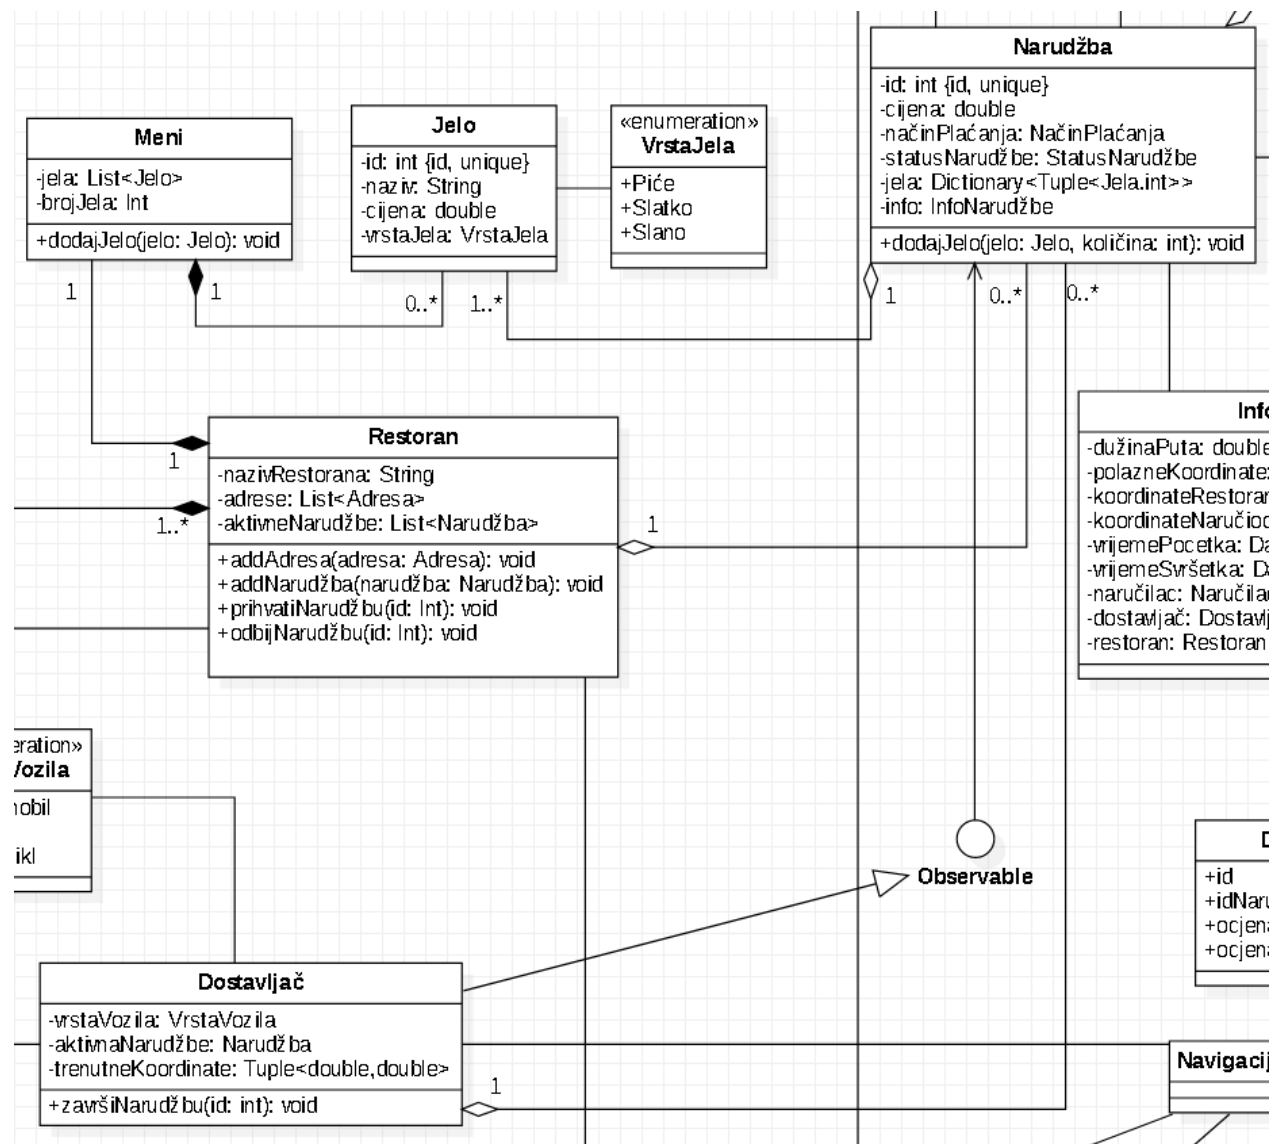 Narudžba
-id: int {id, unique}
-cijena: double
-načinPlaćanja: NačinPlaćanja
-statusNarudžbe: StatusNarudžbe
-jela: Dictionary<Tuple<Jela.int>>
-info: InfoNarudžbe
+dodajJelo(jelo: Jelo, količina: int): void
Meni
-jela: List<Jelo>
-brojJela: Int
+dodajJelo(jelo: Jelo): void
Jelo
-id: int {id, unique}
-naziv: String
-cijena: double
-vrstaJela: VrstaJela
«enumeration»
VrstaJela
+Piće
+Slatko
+Slano
1
1
0..*
1..*
1
0..*
0..*
Restoran
-nazivRestorana: String
-adrese: List<Adresa>
-aktivneNarudžbe: List<Narudžba>
+addAdresa(adresa: Adresa): void
+addNarudžba(narudžba: Narudžba): void
+prihvatiNarudžbu(id: Int): void
+odbijNarudžbu(id: Int): void
1
1..*
1
-dužinaPuta: double
-polazneKoordinate:
-vrijemePocetka:
-vrijemeSvršetka:
-naručilac:
-dostavljač:
-restoran: Restoran
Observable
Dostavljač
-vrstaVozila: VrstaVozila
-aktivnaNarudžbe: Narudžba
-trenutneKoordinate: Tuple<double,double>
+završiNarudžbu(id: int): void
1
+id